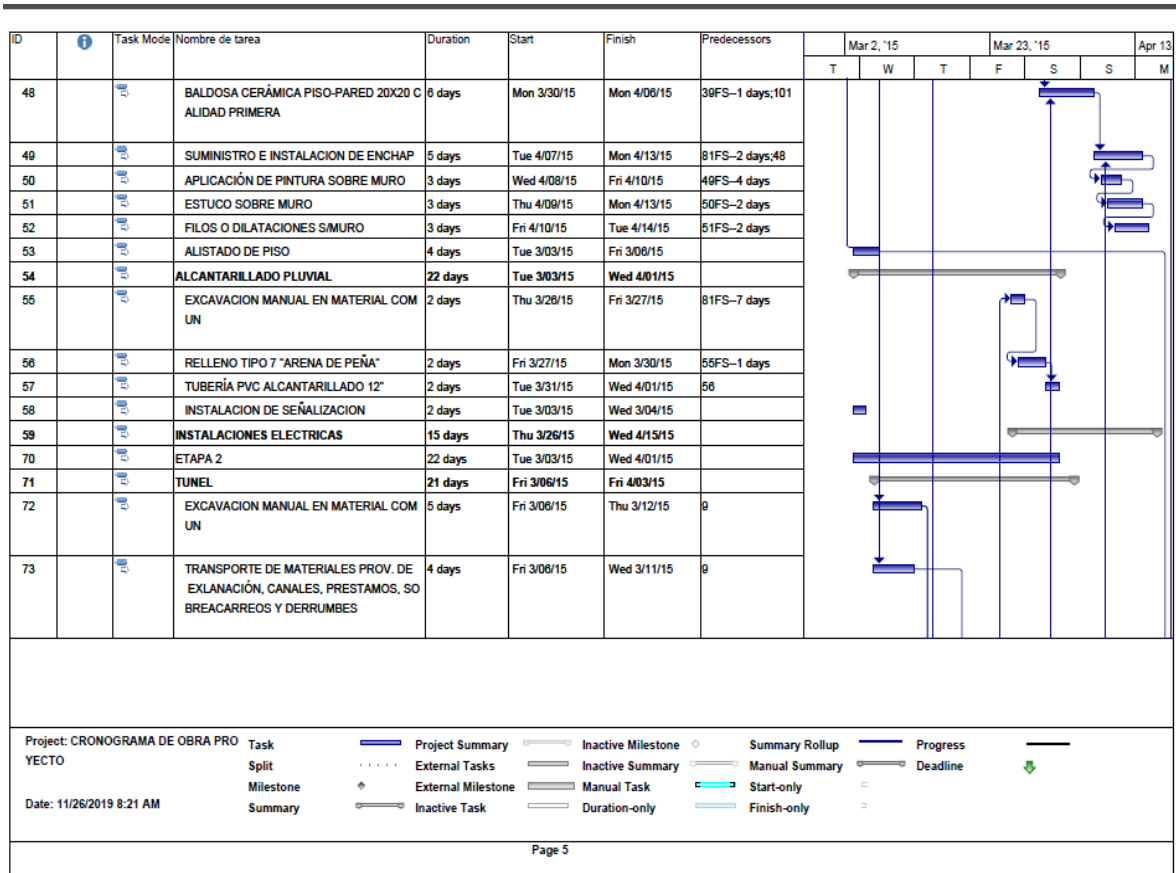 ID Task Mode Nombre de tarea Duration Start Finish Predecessors Mar 2, '15 Mar 23, '15 Apr 13
T W T F S S M
48 BALDOSA CERÁMICA PISO-PARED 20X20 C 6 days Mon 3/30/15 Mon 4/06/15 39FS--1 days;101
ALIDAD PRIMERA
49 SUMINISTRO E INSTALACION DE ENCHAP 5 days Tue 4/07/15 Mon 4/13/15 81FS--2 days;48
50 APLICACIÓN DE PINTURA SOBRE MURO 3 days Wed 4/08/15 Fri 4/10/15 49FS--4 days
51 ESTUCO SOBRE MURO 3 days Thu 4/09/15 Mon 4/13/15 50FS--2 days
52 FILOS O DILATACIONES S/MURO 3 days Fri 4/10/15 Tue 4/14/15 51FS--2 days
53 ALISTADO DE PISO 4 days Tue 3/03/15 Fri 3/06/15
54 ALCANTARILLADO PLUVIAL 22 days Tue 3/03/15 Wed 4/01/15
55 EXCAVACION MANUAL EN MATERIAL COM 2 days Thu 3/26/15 Fri 3/27/15 81FS--7 days
UN
56 RELLENO TIPO 7 "ARENA DE PEÑA" 2 days Fri 3/27/15 Mon 3/30/15 55FS--1 days
57 TUBERÍA PVC ALCANTARILLADO 12" 2 days Tue 3/31/15 Wed 4/01/15 56
58 INSTALACION DE SEÑALIZACION 2 days Tue 3/03/15 Wed 3/04/15
59 INSTALACIONES ELECTRICAS 15 days Thu 3/26/15 Wed 4/15/15
70 ETAPA 2 22 days Tue 3/03/15 Wed 4/01/15
71 TUNEL 21 days Fri 3/06/15 Fri 4/03/15
72 EXCAVACION MANUAL EN MATERIAL COM 5 days Fri 3/06/15 Thu 3/12/15 9
UN
73 TRANSPORTE DE MATERIALES PROV. DE 4 days Fri 3/06/15 Wed 3/11/15 9
EXLANACIÓN, CANALES, PRESTAMOS, SO
BREACARREOS Y DERRUMBES
Project: CRONOGRAMA DE OBRA PRO
YECTO
Date: 11/26/2019 8:21 AM
Task Project Summary Inactive Milestone Summary Rollup Progress
Split External Tasks Inactive Summary Manual Summary Deadline
Milestone External Milestone Manual Task Start-only
Summary Inactive Task Duration-only Finish-only
Page 5